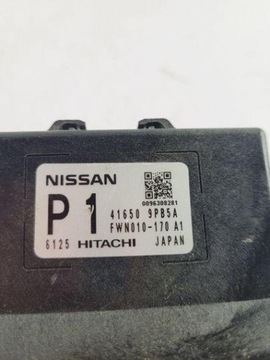 NISSAN
0096308281
P1
41650 9PB5A
FWN010-170 A1
6125 HITACHI JAPAN